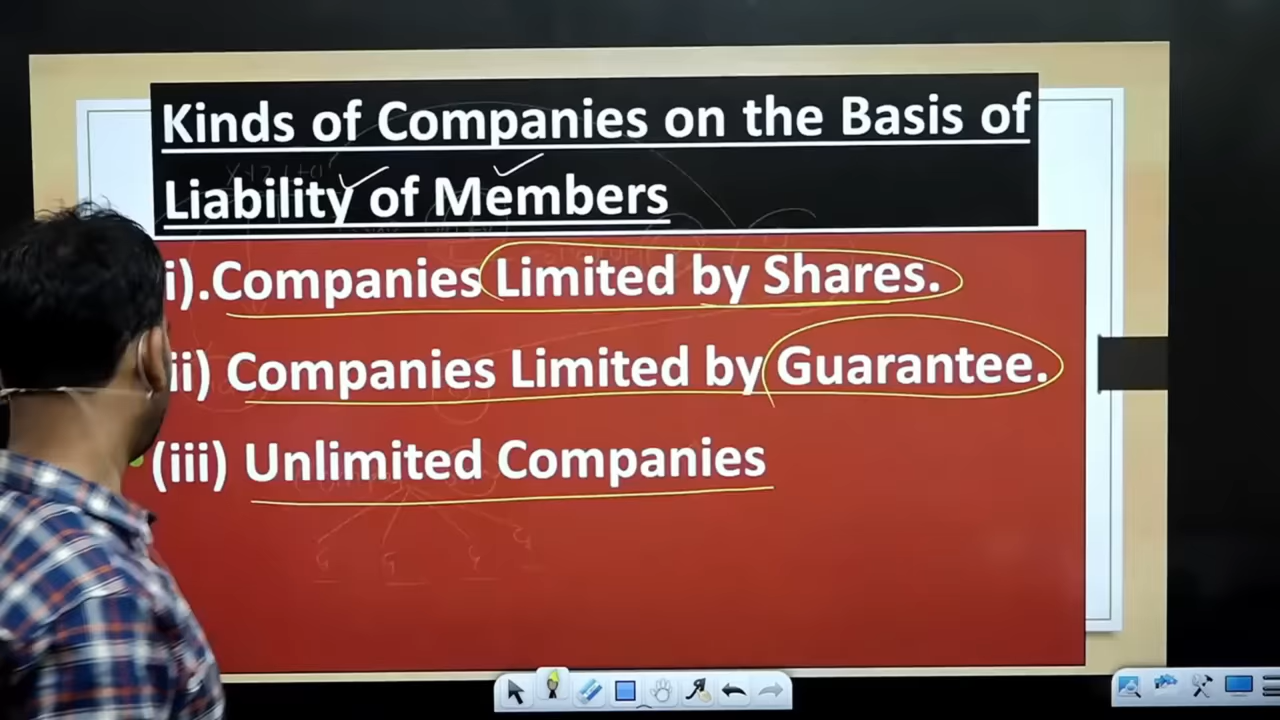 Kinds of Companies on the Basis of
Liability of Members
i).Companies Limited by Shares.
ii) Companies Limited by Guarantee.
(iii) Unlimited Companies